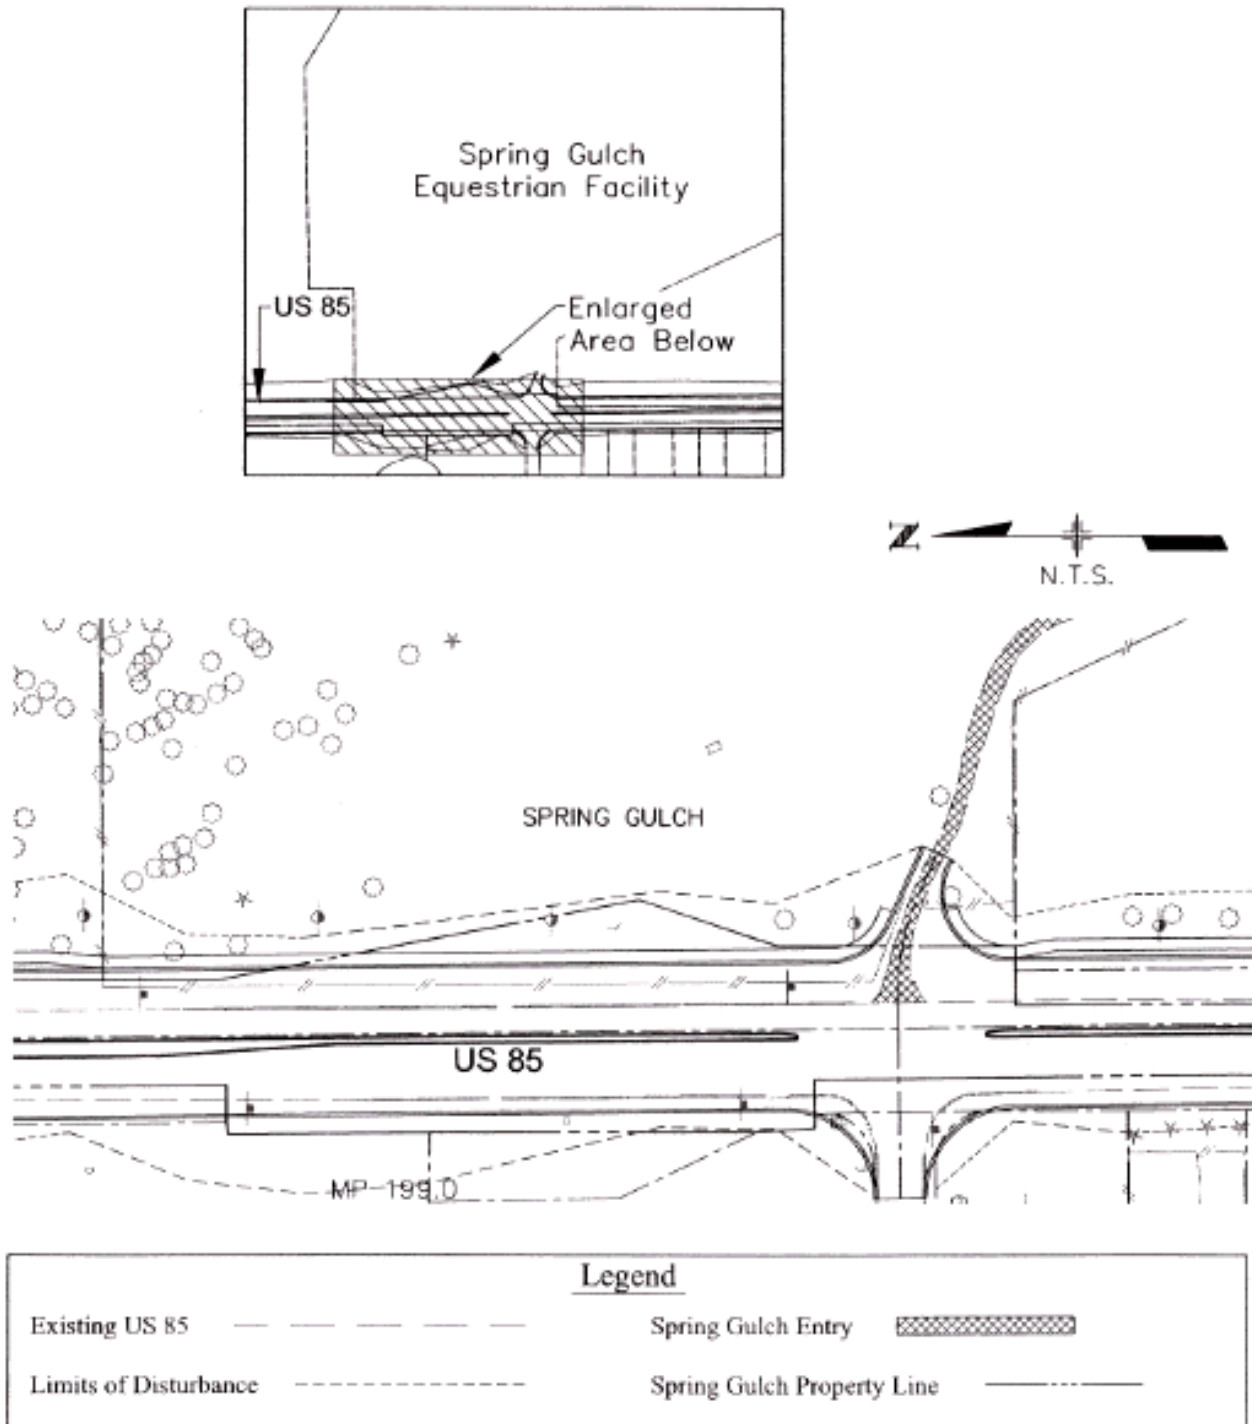 Spring Gulch
Equestrian Facility
US 85
Enlarged
Area Below
N
N.T.S.
SPRING GULCH
US 85
MP 199.0
Legend
Existing US 85
Spring Gulch Entry
Limits of Disturbance
Spring Gulch Property Line